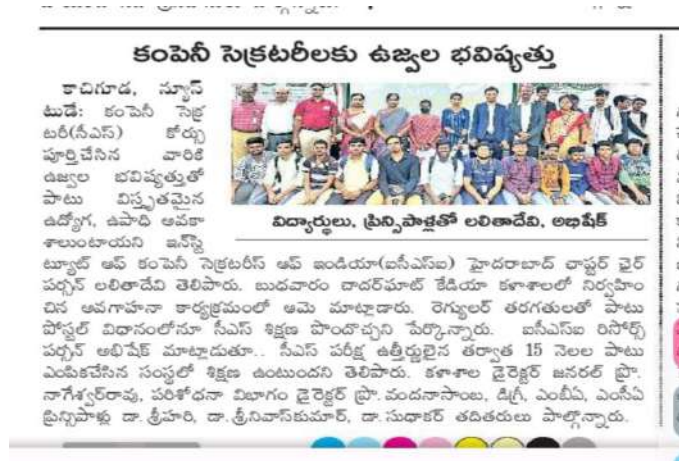 కంపెనీ సెక్రటరీలకు ఉజ్వల భవిష్యత్తు
కాచిగూడ, న్యూస్
టుడే: కంపెనీ సెక్ర
టరీ(సీఎస్) కోర్సు
పూర్తిచేసిన వారికి
ఉజ్వల భవిష్యత్తుతో
పాటు విస్తృతమైన
ఉద్యోగ, ఉపాధి అవకా
శాలుంటాయని ఇన్‌స్టి
విద్యార్థులు, ప్రిన్సిపాళ్లతో లలితాదేవి, అభిషేక్
ట్యూట్ ఆఫ్ కంపెనీ సెక్రటరీస్ ఆఫ్ ఇండియా(ఐసీఎస్ఐ) హైదరాబాద్ ఛాప్టర్ ఛైర్
పర్సన్ లలితాదేవి తెలిపారు. బుధవారం చాదర్‌ఘాట్ కేడియా కళాశాలలో నిర్వహిం
చిన అవగాహనా కార్యక్రమంలో ఆమె మాట్లాడారు. రెగ్యులర్ తరగతులతో పాటు
పోస్టల్ విధానంలోనూ సీఎస్ శిక్షణ పొందొచ్చని పేర్కొన్నారు. ఐసీఎస్ఐ రిసోర్స్
పర్సన్ అభిషేక్ మాట్లాడుతూ.. సీఎస్ పరీక్ష ఉత్తీర్ణులైన తర్వాత 15 నెలల పాటు
ఎంపికచేసిన సంస్థలో శిక్షణ ఉంటుందని తెలిపారు. కళాశాల డైరెక్టర్ జనరల్ ప్రొ.
నాగేశ్వర్‌రావు, పరిశోధనా విభాగం డైరెక్టర్ ప్రొ. వందనాసాంబ, డిగ్రీ, ఎంబీఏ, ఎంసీఏ
ప్రిన్సిపాళ్లు డా. శ్రీహరి, డా. శ్రీనివాస్‌కుమార్, డా. సుధాకర్ తదితరులు పాల్గొన్నారు.